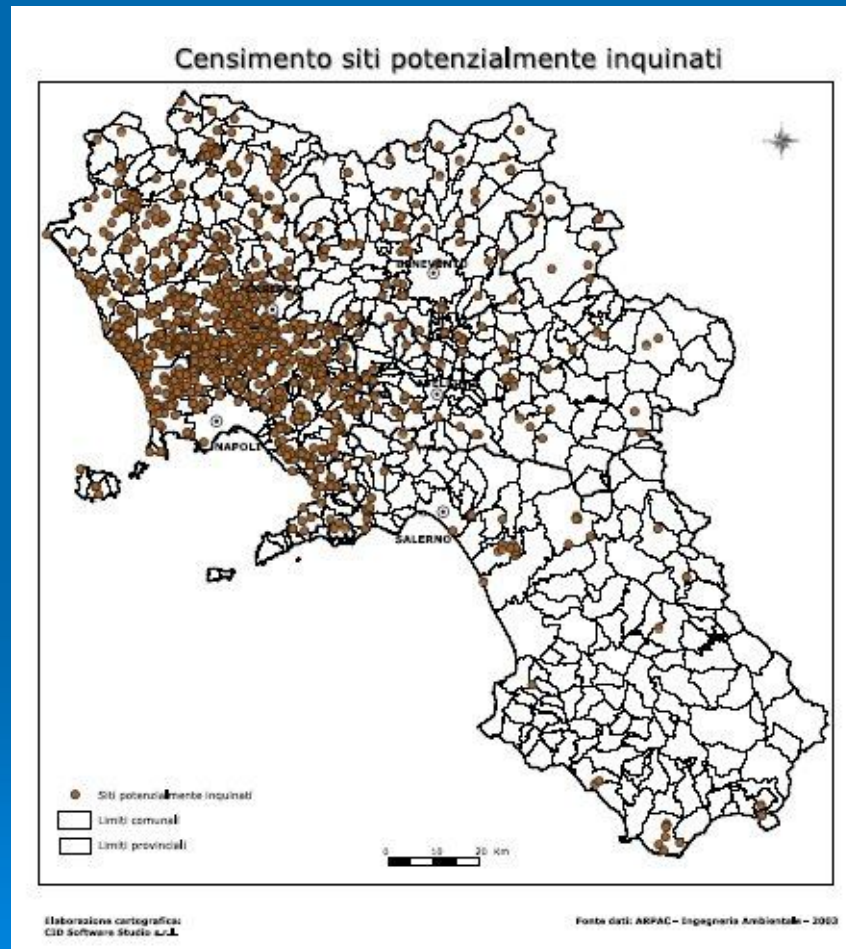 Censimento siti potenzialmente inquinati
BENEVENTO
CASERTA
AVELLINO
NAPOLI
SALERNO
Siti potenzialmente inquinati
Limiti comunali
Limiti provinciali
0 10 20 Km
Elaborazione cartografica:
CID Software Studio s.r.l.
Fonte dati: ARPAC – Ingegneria Ambientale – 2003